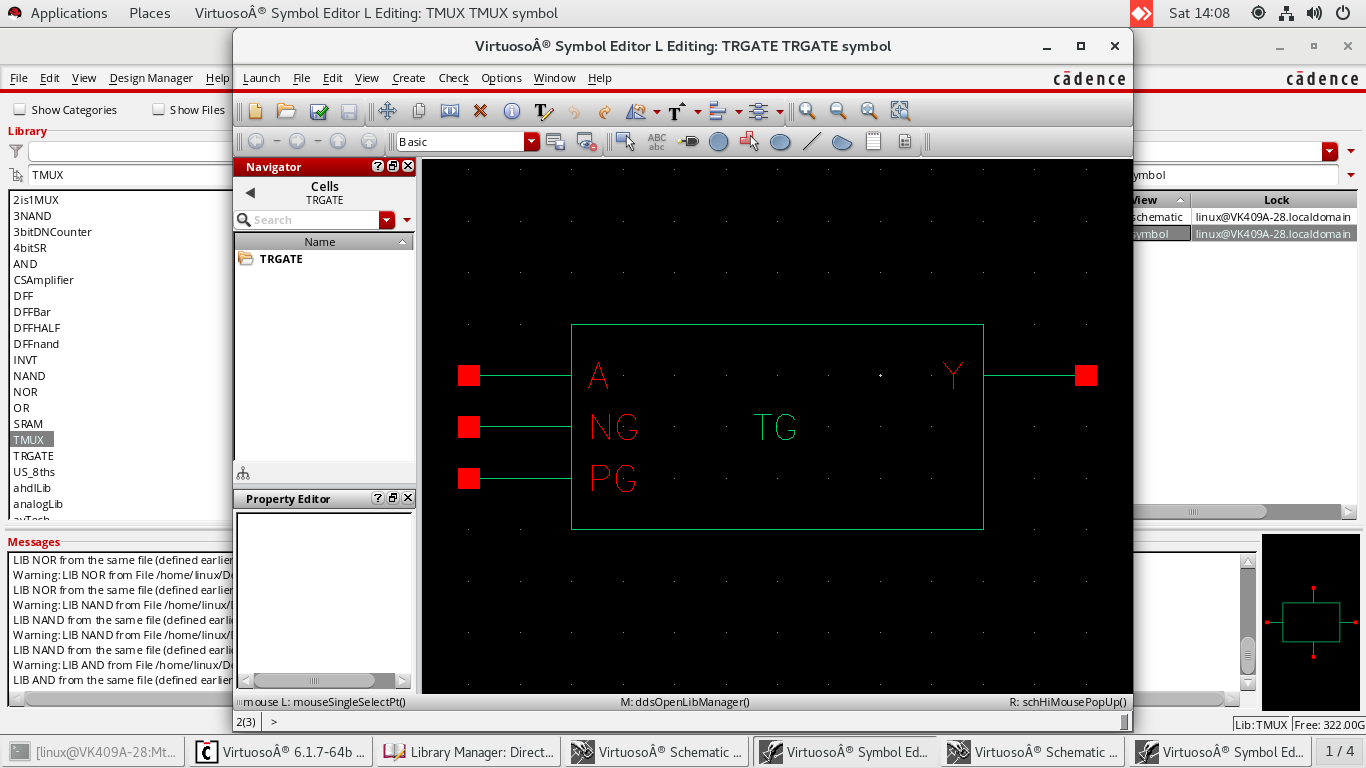 Applications Places VirtuosoÂ® Symbol Editor L Editing: TMUX TMUX symbol Sat 14:08
VirtuosoÂ® Symbol Editor L Editing: TRGATE TRGATE symbol
File Edit View Design Manager Help
Launch File Edit View Create Check Options Window Help cādence
cādence
Show Categories Show Files
Library
TMUX
2is1MUX
3NAND
3bitDNCounter
4bitSR
AND
CSAmplifier
DFF
DFFBar
DFFHALF
DFFnand
INVT
NAND
NOR
OR
SRAM
TMUX
TRGATE
US_8ths
ahdlLib
analogLib
Basic
ABC
abc
Navigator
Cells
TRGATE
Search
Name
TRGATE
Property Editor
A
NG
PG
TG
Y
ymbol
View Lock
schematic linux@VK409A-28.localdomain
symbol linux@VK409A-28.localdomain
Messages
LIB NOR from the same file (defined earlier
Warning: LIB NOR from File /home/linux/De
LIB NOR from the same file (defined earlier
Warning: LIB NAND from File /home/linux/D
LIB NAND from the same file (defined earlie
Warning: LIB NAND from File /home/linux/
LIB NAND from the same file (defined earlie
Warning: LIB AND from File /home/linux/De
LIB AND from the same file (defined earlier
mouse L: mouseSingleSelectPt() M: ddsOpenLibManager() R: schHiMousePopUp()
2(3) >
Lib: TMUX Free: 322.00G
[linux@VK409A-28:Mt... VirtuosoÂ® 6.1.7-64b ... Library Manager: Direct... VirtuosoÂ® Schematic ... VirtuosoÂ® Symbol Ed... VirtuosoÂ® Schematic ... VirtuosoÂ® Symbol Ed... 1 / 4